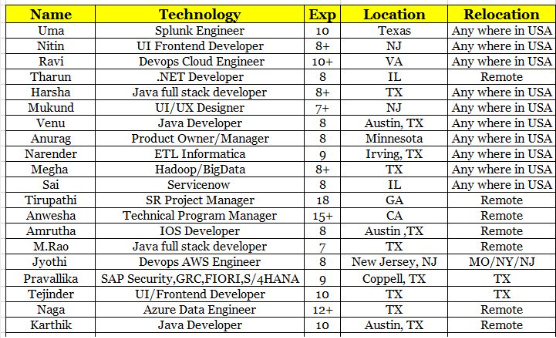 Name Technology Exp Location Relocation
Uma Splunk Engineer 10 Texas Any where in USA
Nitin UI Frontend Developer 8+ NJ Any where in USA
Ravi Devops Cloud Engineer 10+ VA Any where in USA
Tharun .NET Developer 8 IL Remote
Harsha Java full stack developer 8+ TX Any where in USA
Mukund UI/UX Designer 7+ NJ Any where in USA
Venu Java Developer 8 Austin, TX Any where in USA
Anurag Product Owner/Manager 8 Minnesota Any where in USA
Narender ETL Informatica 9 Irving, TX Any where in USA
Megha Hadoop/BigData 8+ TX Any where in USA
Sai Servicenow 8 IL Any where in USA
Tirupathi SR Project Manager 18 GA Remote
Anwesha Technical Program Manager 15+ CA Remote
Amrutha IOS Developer 8 Austin ,TX Remote
M.Rao Java full stack developer 7 TX Remote
Jyothi Devops AWS Engineer 8 New Jersey, NJ MO/NY/NJ
Pravallika SAP Security,GRC,FIORI,S/4HANA 9 Coppell, TX TX
Tejinder UI/Frontend Developer 10 TX TX
Naga Azure Data Engineer 12+ TX Remote
Karthik Java Developer 10 Austin, TX Remote